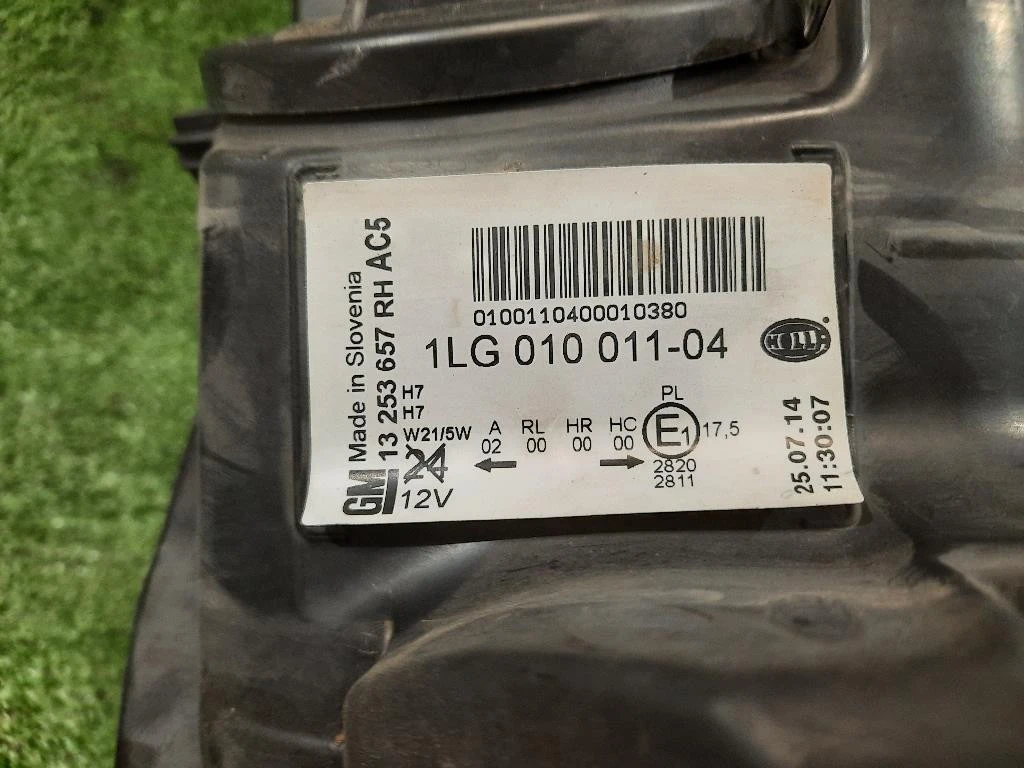 GM
Made in Slovenia
13 253 657 RH AC5
0100110400010380
1LG 010 011-04
HELLA
H7
H7
W21/5W
24
12V
A RL HR HC
02 00 00 00
PL
E1 17,5
2820
2811
25.07.14
11:30:07